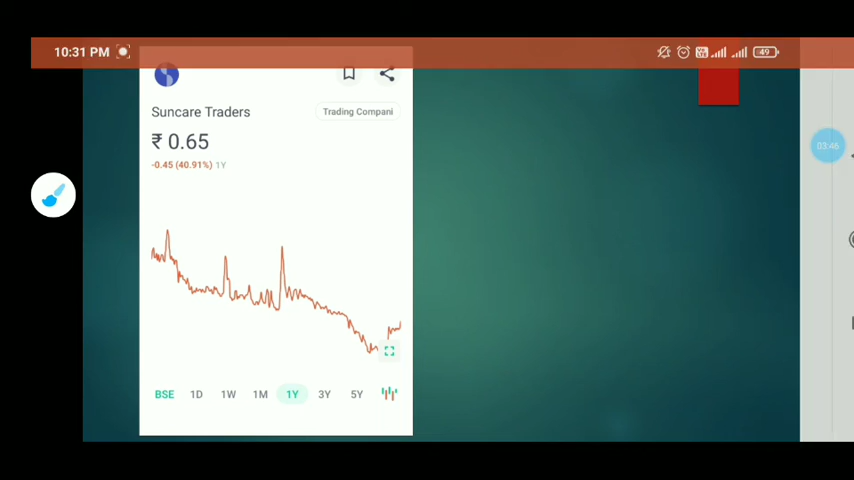 10:31 PM
49
Suncare Traders
Trading Compani
₹ 0.65
-0.45 (40.91%) 1Y
03:46
BSE 1D 1W 1M 1Y 3Y 5Y